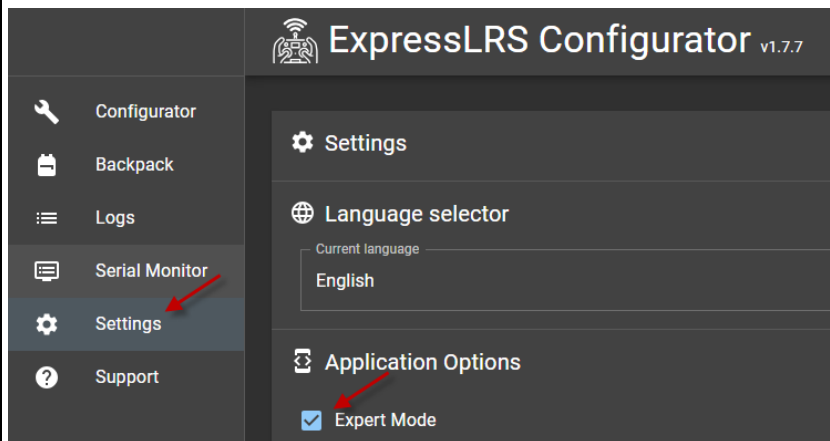 ExpressLRS Configurator v1.7.7
Configurator
Backpack
Logs
Serial Monitor
Settings
Support
Settings
Language selector
Current language
English
Application Options
Expert Mode